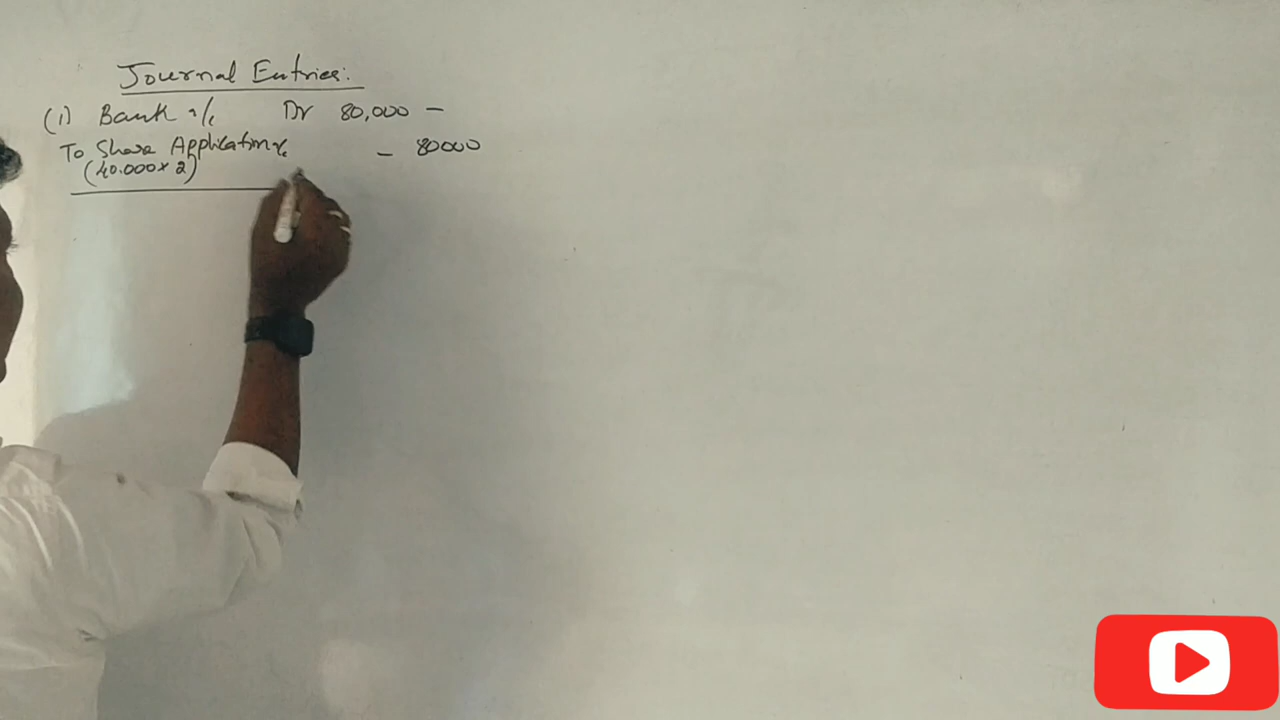 Journal Entries:
(1) Bank a/c Dr 80,000 –
To Share Application a/c – 80000
(40.000 × 2)